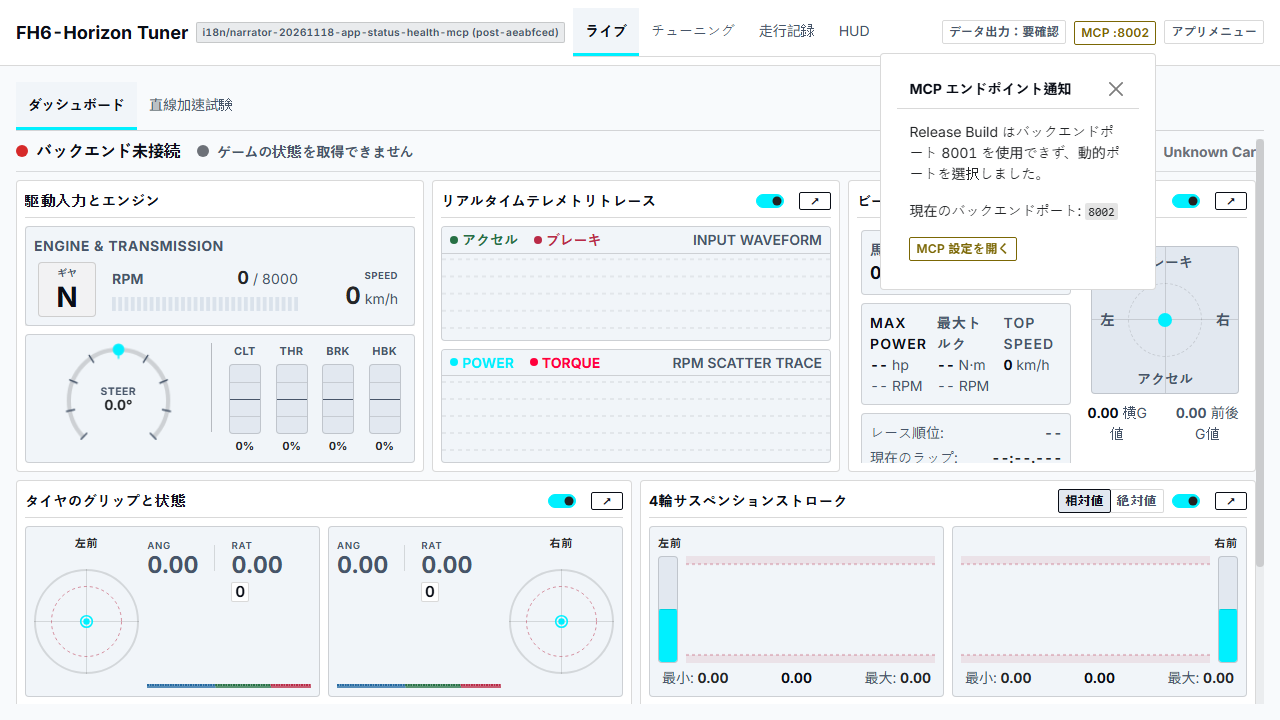 FH6-Horizon Tuner
i18n/narrator-20261118-app-status-health-mcp (post-aeabfced)
ライブ
チューニング
走行記録
HUD
データ出力：要確認
MCP :8002
アプリメニュー
ダッシュボード
直線加速試験
MCP エンドポイント通知
Release Build はバックエンドポ
ート 8001 を使用できず、動的ポ
ートを選択しました。
現在のバックエンドポート: 8002
MCP 設定を開く
バックエンド未接続
ゲームの状態を取得できません
Unknown Car
駆動入力とエンジン
ENGINE & TRANSMISSION
ギヤ
N
RPM
0 / 8000
SPEED
0 km/h
STEER
0.0°
CLT THR BRK HBK
0% 0% 0% 0%
リアルタイムテレメトリトレース
↗
アクセル
ブレーキ
INPUT WAVEFORM
POWER
TORQUE
RPM SCATTER TRACE
↗
MAX
POWER
-- hp
-- RPM
最大ト
ルク
-- N·m
-- RPM
TOP
SPEED
0 km/h
レース順位: --
現在のラップ: --:--.---
左
右
アクセル
0.00 横G
値
0.00 前後
G値
タイヤのグリップと状態
↗
左前
ANG
0.00
RAT
0.00
0
ANG
0.00
RAT
0.00
0
右前
4輪サスペンションストローク
相対値
絶対値
↗
左前
最小: 0.00
0.00
最大: 0.00
右前
最小: 0.00
0.00
最大: 0.00